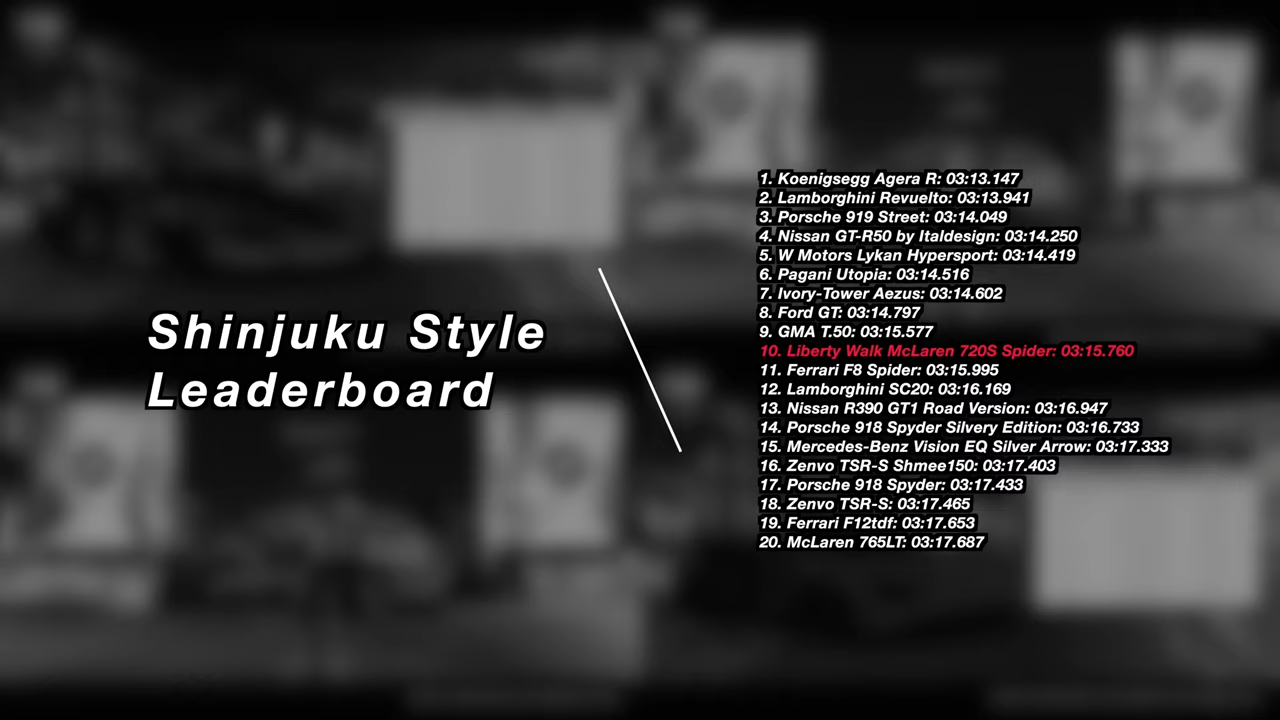 Shinjuku Style
Leaderboard
1. Koenigsegg Agera R: 03:13.147
2. Lamborghini Revuelto: 03:13.941
3. Porsche 919 Street: 03:14.049
4. Nissan GT-R50 by Italdesign: 03:14.250
5. W Motors Lykan Hypersport: 03:14.419
6. Pagani Utopia: 03:14.516
7. Ivory-Tower Aezus: 03:14.602
8. Ford GT: 03:14.797
9. GMA T.50: 03:15.577
10. Liberty Walk McLaren 720S Spider: 03:15.760
11. Ferrari F8 Spider: 03:15.995
12. Lamborghini SC20: 03:16.169
13. Nissan R390 GT1 Road Version: 03:16.947
14. Porsche 918 Spyder Silvery Edition: 03:16.733
15. Mercedes-Benz Vision EQ Silver Arrow: 03:17.333
16. Zenvo TSR-S Shmee150: 03:17.403
17. Porsche 918 Spyder: 03:17.433
18. Zenvo TSR-S: 03:17.465
19. Ferrari F12tdf: 03:17.653
20. McLaren 765LT: 03:17.687